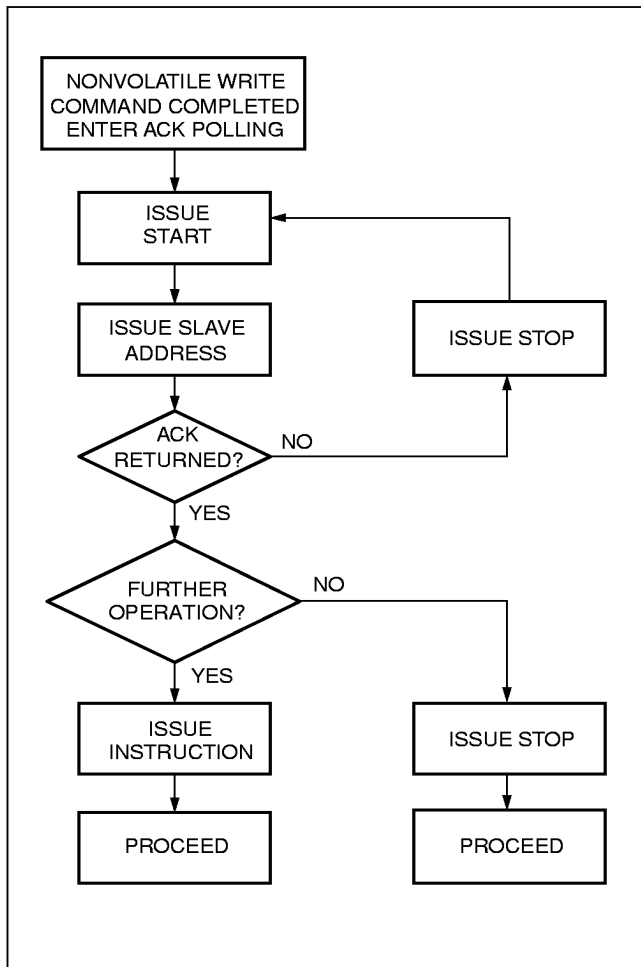 NONVOLATILE WRITE
COMMAND COMPLETED
ENTER ACK POLLING
ISSUE
START
ISSUE SLAVE
ADDRESS
ISSUE STOP
ACK
RETURNED?
NO
YES
FURTHER
OPERATION?
NO
YES
ISSUE
INSTRUCTION
ISSUE STOP
PROCEED
PROCEED